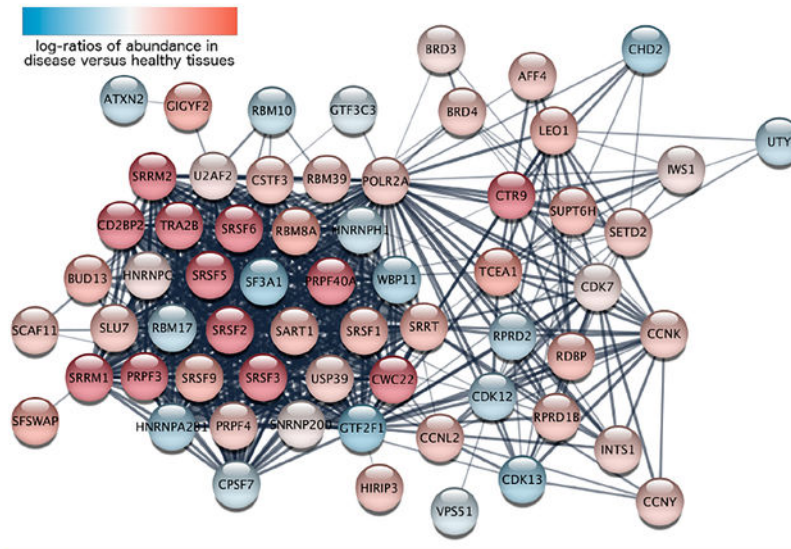 log-ratios of abundance in
disease versus healthy tissues
BRD3
CHD2
AFF4
ATXN2
GIGYF2
RBM10
GTF3C3
BRD4
LEO1
UTY
SRRM2
U2AF2
CSTF3
RBM39
POLR2A
IWS1
CTR9
SUPT6H
CD2BP2
TRA2B
SRSF6
RBM8A
HNRNPH1
SETD2
BUD13
HNRNPC
SRSF5
SF3A1
PRPF40A
WBP11
TCEA1
CDK7
SCAF11
SLU7
RBM17
SRSF2
SART1
SRSF1
SRRT
RPRD2
CCNK
RDBP
SRRM1
PRPF3
SRSF9
SRSF3
USP39
CWC22
CDK12
SFSWAP
HNRNPA2B1
PRPF4
SNRNP200
GTF2F1
RPRD1B
CCNL2
INTS1
CPSF7
HIRIP3
CDK13
CCNY
VPS51